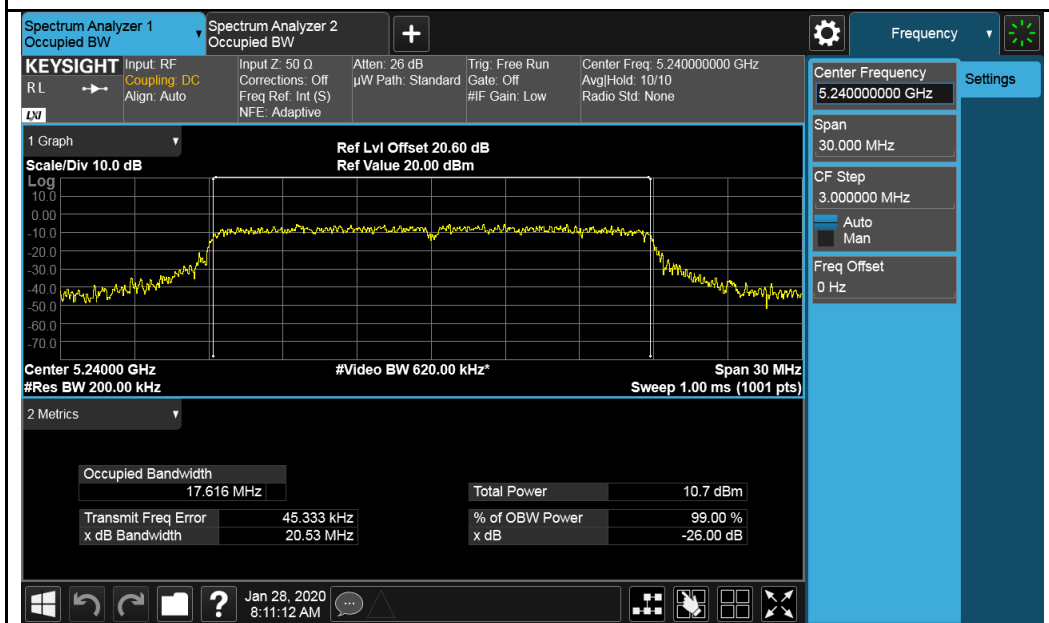 Spectrum Analyzer 1
Occupied BW
Spectrum Analyzer 2
Occupied BW
Frequency
KEYSIGHT
R L
LXI
Input: RF
Coupling: DC
Align: Auto
Input Z: 50 Ω
Corrections: Off
Freq Ref: Int (S)
NFE: Adaptive
Atten: 26 dB
µW Path: Standard
Trig: Free Run
Gate: Off
#IF Gain: Low
Center Freq: 5.240000000 GHz
Avg|Hold: 10/10
Radio Std: None
Center Frequency
5.240000000 GHz
Settings
Span
30.000 MHz
CF Step
3.000000 MHz
Auto
Man
Freq Offset
0 Hz
1 Graph
Scale/Div 10.0 dB
Ref Lvl Offset 20.60 dB
Ref Value 20.00 dBm
Log
10.0
0.00
-10.0
-20.0
-30.0
-40.0
-50.0
-60.0
-70.0
Center 5.24000 GHz
#Res BW 200.00 kHz
#Video BW 620.00 kHz*
Span 30 MHz
Sweep 1.00 ms (1001 pts)
2 Metrics
Occupied Bandwidth
17.616 MHz
Total Power 10.7 dBm
Transmit Freq Error 45.333 kHz
% of OBW Power 99.00 %
x dB Bandwidth 20.53 MHz
x dB -26.00 dB
?
Jan 28, 2020
8:11:12 AM